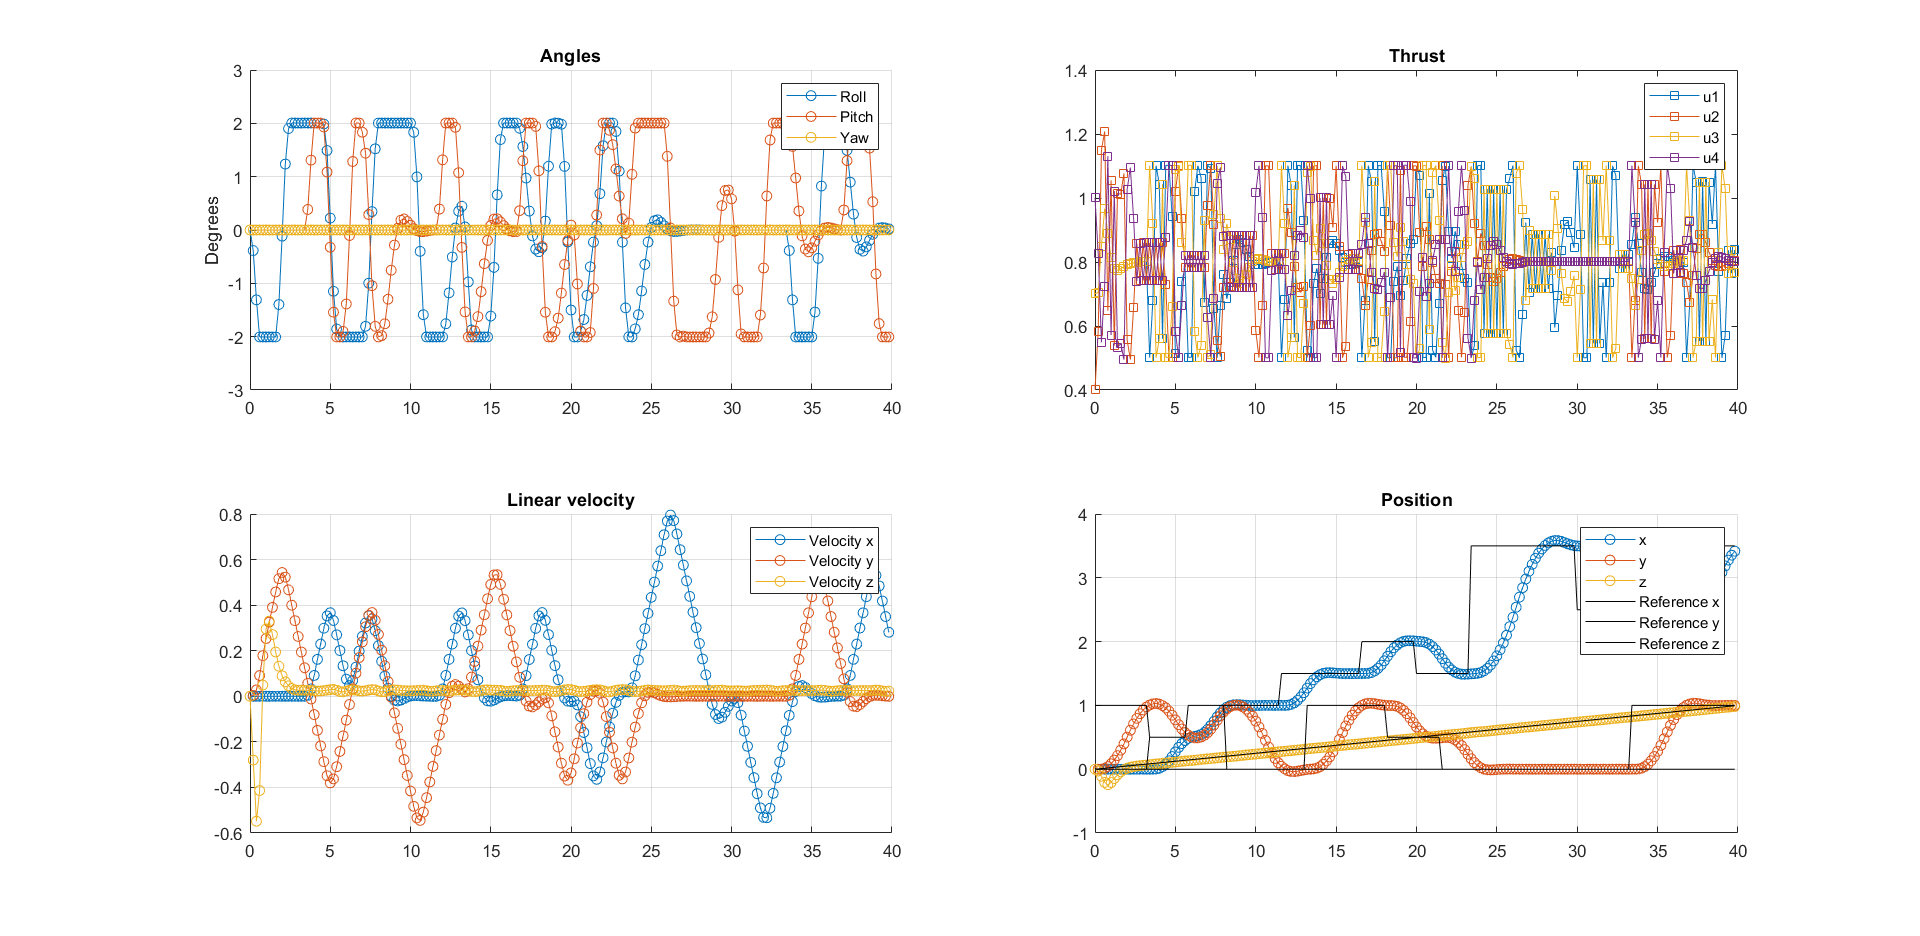 Angles
3
2
1
0
-1
-2
-3
Degrees
0 5 10 15 20 25 30 35 40
Roll
Pitch
Yaw
Thrust
1.4
1.2
1
0.8
0.6
0.4
0 5 10 15 20 25 30 35 40
u1
u2
u3
u4
Linear velocity
0.8
0.6
0.4
0.2
0
-0.2
-0.4
-0.6
0 5 10 15 20 25 30 35 40
Velocity x
Velocity y
Velocity z
Position
4
3
2
1
0
-1
0 5 10 15 20 25 30 35 40
x
y
z
Reference x
Reference y
Reference z